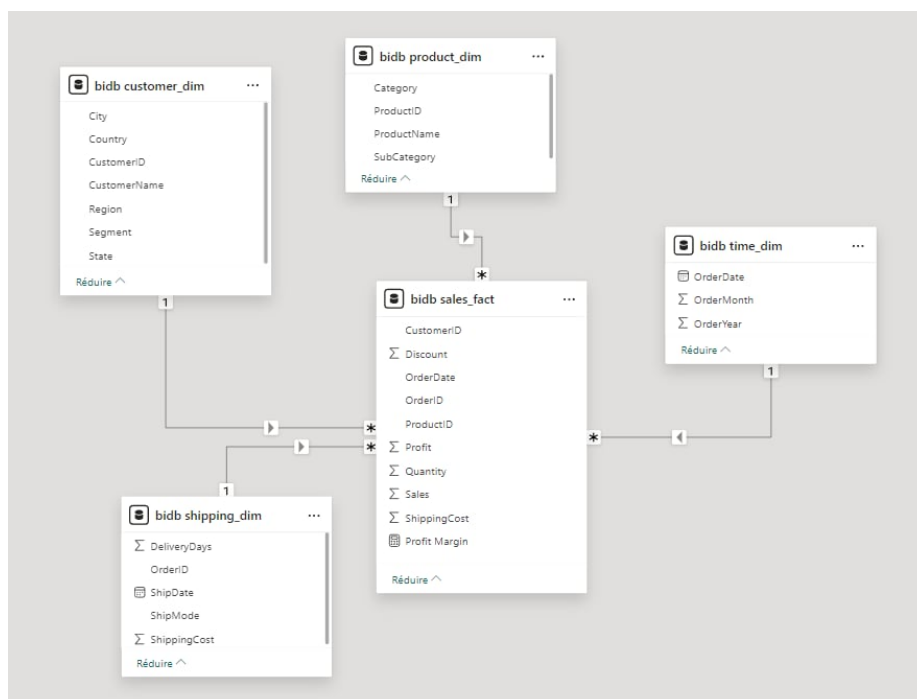 bidb customer_dim ...
City
Country
CustomerID
CustomerName
Region
Segment
State
Réduire
1
bidb product_dim ...
Category
ProductID
ProductName
SubCategory
Réduire
1
*
bidb time_dim ...
OrderDate
Σ OrderMonth
Σ OrderYear
Réduire
1
*
bidb sales_fact ...
CustomerID
Σ Discount
OrderDate
OrderID
ProductID
Σ Profit
Σ Quantity
Σ Sales
Σ ShippingCost
Profit Margin
Réduire
*
*
1
bidb shipping_dim ...
Σ DeliveryDays
OrderID
ShipDate
ShipMode
Σ ShippingCost
Réduire